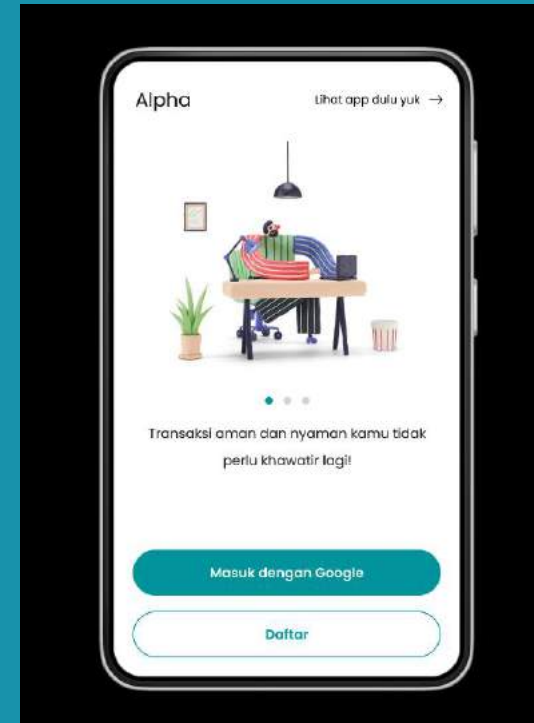 Alpha
Lihat app dulu yuk →
Transaksi aman dan nyaman kamu tidak
perlu khawatir lagi!
Masuk dengan Google
Daftar